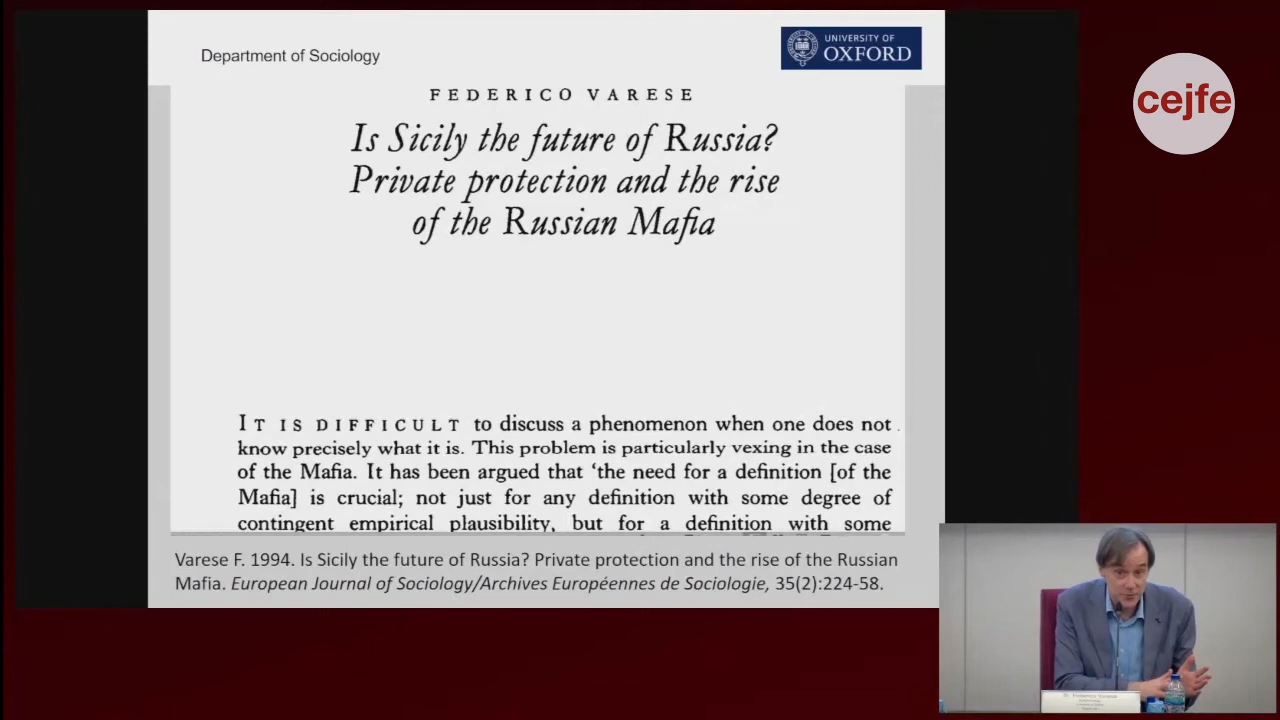 Department of Sociology
UNIVERSITY OF
OXFORD
cejfe
FEDERICO VARESE
Is Sicily the future of Russia?
Private protection and the rise
of the Russian Mafia
IT IS DIFFICULT to discuss a phenomenon when one does not
know precisely what it is. This problem is particularly vexing in the case
of the Mafia. It has been argued that ‘the need for a definition [of the
Mafia] is crucial; not just for any definition with some degree of
contingent empirical plausibility, but for a definition with some
Varese F. 1994. Is Sicily the future of Russia? Private protection and the rise of the Russian
Mafia. European Journal of Sociology/Archives Européennes de Sociologie, 35(2):224-58.